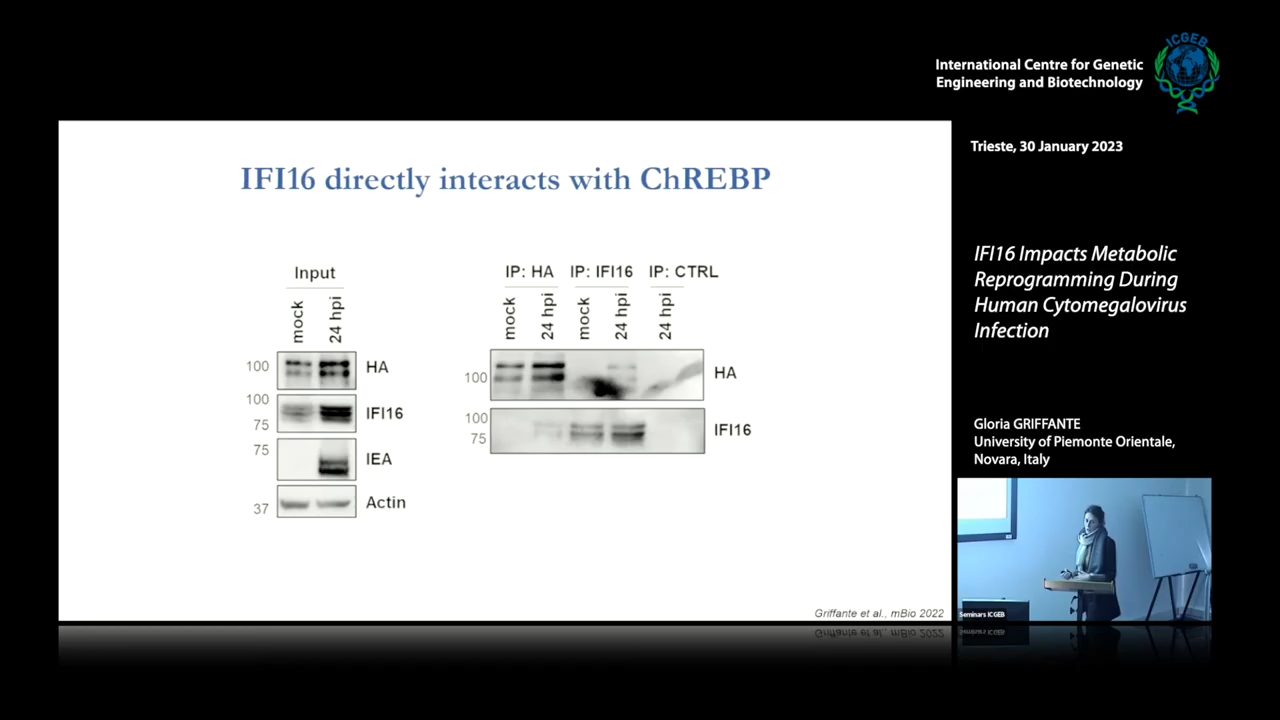 ICGEB
International Centre for Genetic
Engineering and Biotechnology
Trieste, 30 January 2023
IFI16 directly interacts with ChREBP
Input
mock
24 hpi
100
HA
100
75
IFI16
75
IEA
37
Actin
IP: HA
IP: IFI16
IP: CTRL
mock
24 hpi
mock
24 hpi
24 hpi
100
HA
100
75
IFI16
Griffante et al., mBio 2022
IFI16 Impacts Metabolic
Reprogramming During
Human Cytomegalovirus
Infection
Gloria GRIFFANTE
University of Piemonte Orientale,
Novara, Italy
Seminars ICGEB